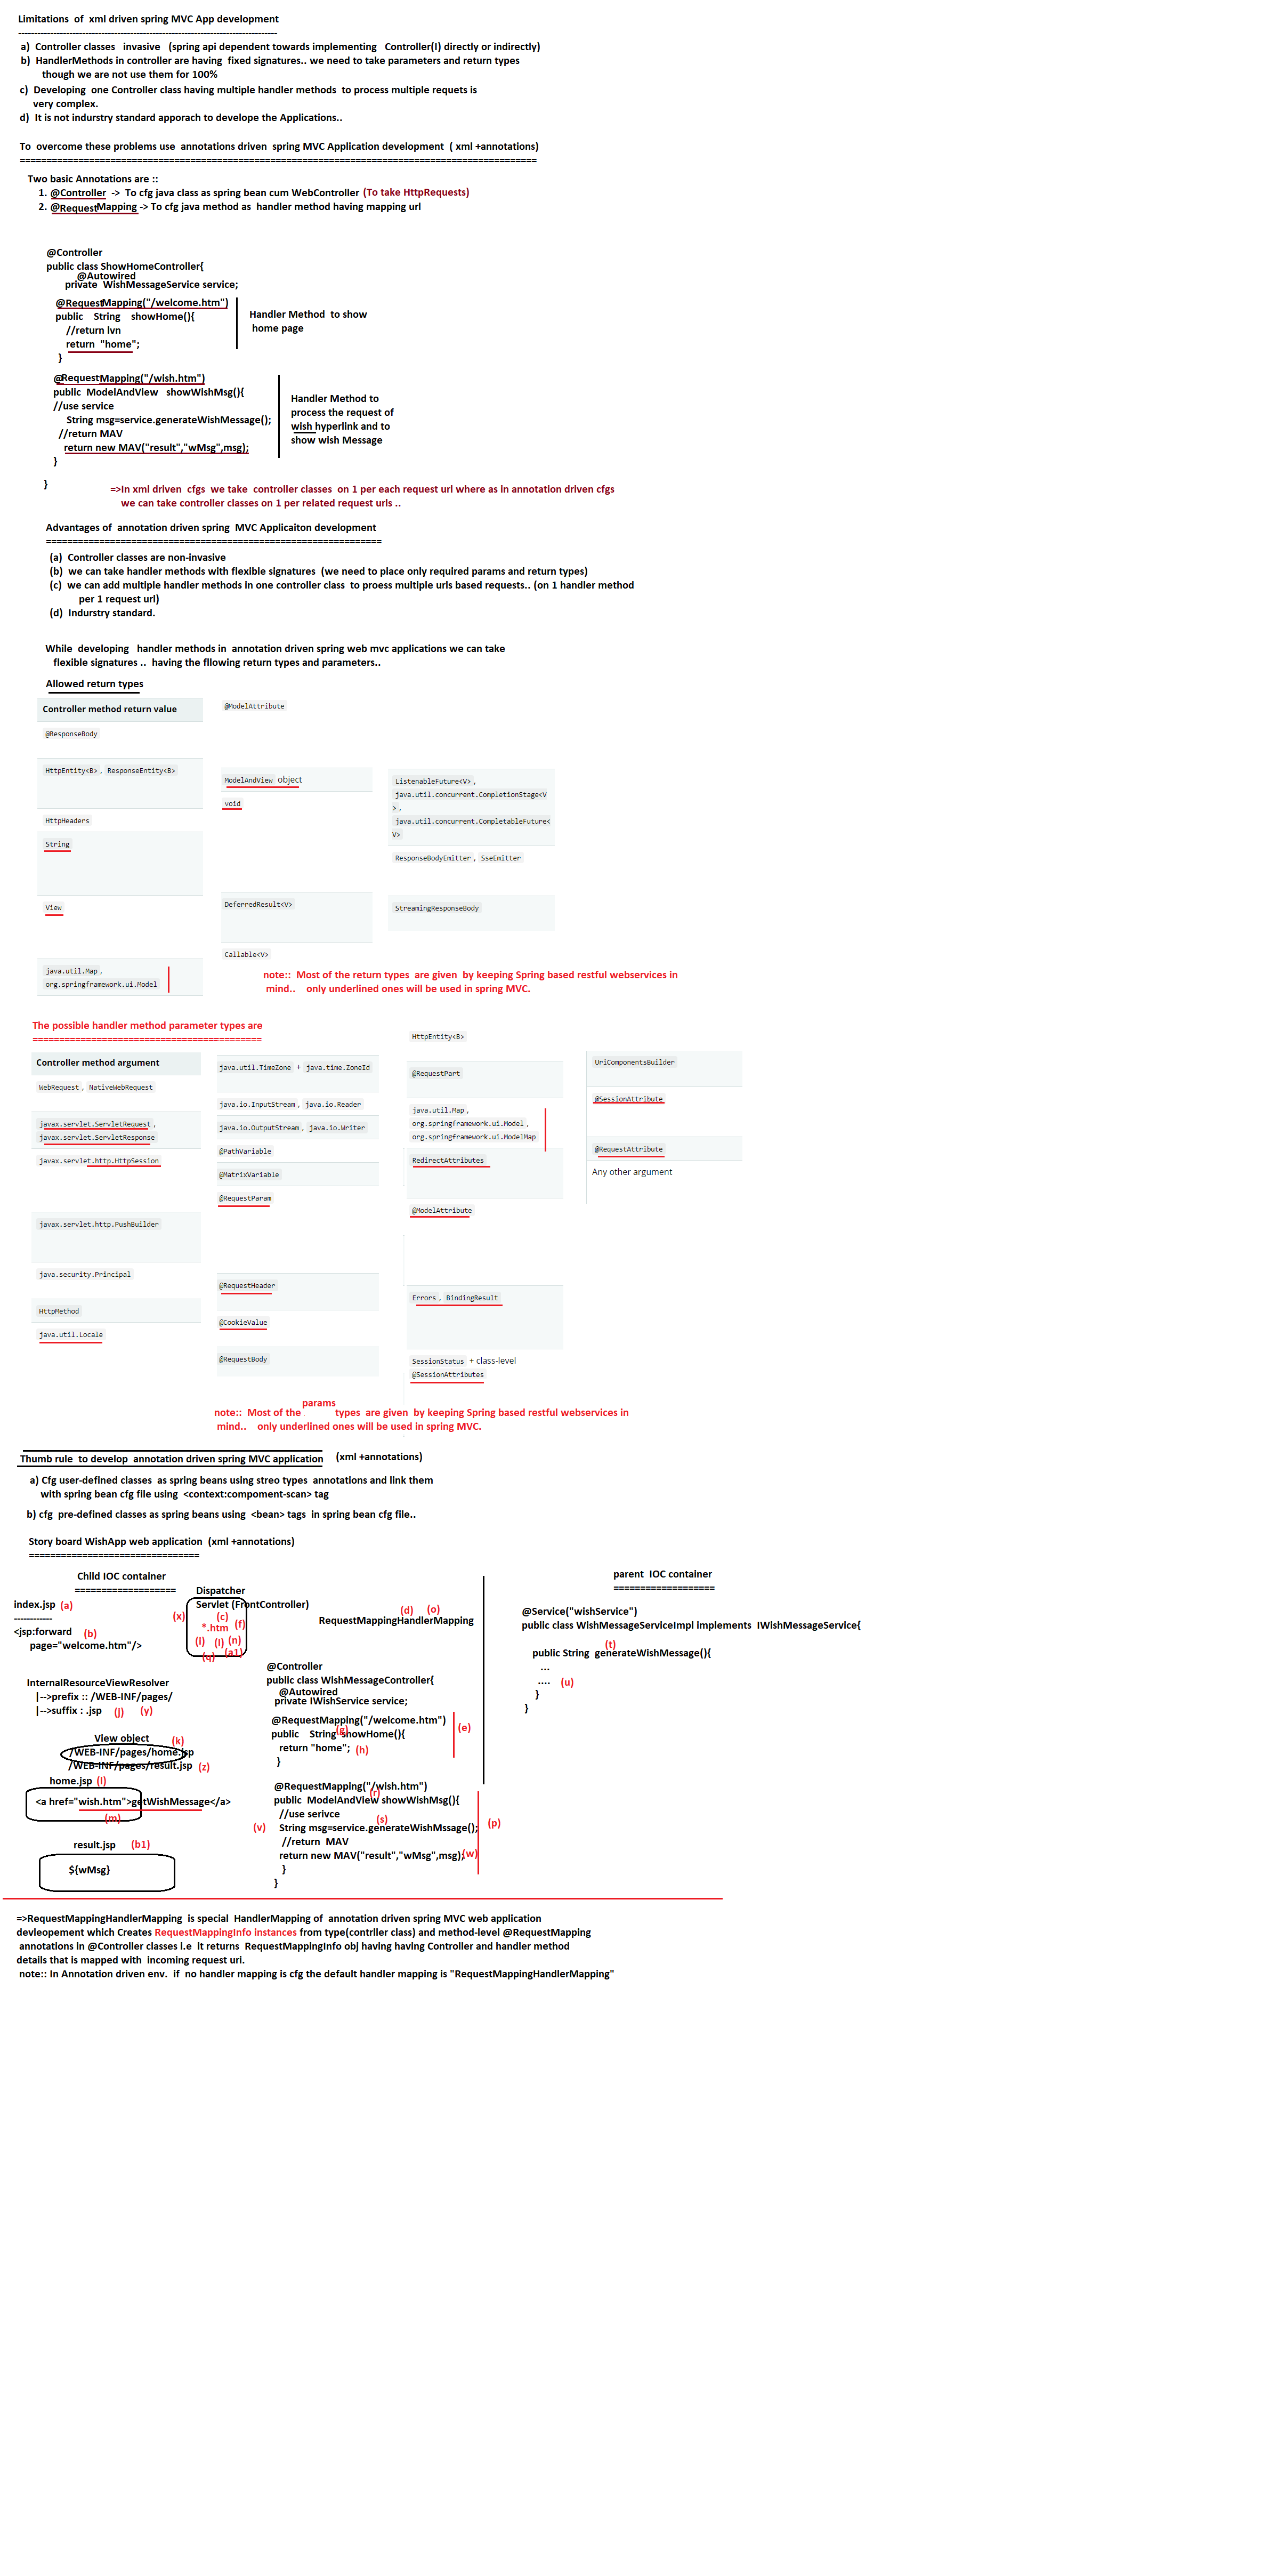 Limitations of xml driven spring MVC App development
--------------------------------------------------------------------------------
a) Controller classes invasive (spring api dependent towards implementing Controller(I) directly or indirectly)
b) HandlerMethods in controller are having fixed signatures.. we need to take parameters and return types
though we are not use them for 100%
c) Developing one Controller class having multiple handler methods to process multiple requets is
very complex.
d) It is not indurstry standard apporach to develope the Applications..
To overcome these problems use annotations driven spring MVC Application development ( xml +annotations)
=================================================================================================
Two basic Annotations are ::
1. @Controller -> To cfg java class as spring bean cum WebController (To take HttpRequests)
2. @RequestMapping -> To cfg java method as handler method having mapping url
@Controller
public class ShowHomeController{
@Autowired
private WishMessageService service;
@RequestMapping("/welcome.htm")
public String showHome(){
//return lvn
return "home";
}
Handler Method to show
home page
@RequestMapping("/wish.htm")
public ModelAndView showWishMsg(){
//use service
String msg=service.generateWishMessage();
//return MAV
return new MAV("result","wMsg",msg);
}
Handler Method to
process the request of
wish hyperlink and to
show wish Message
}
=>In xml driven cfgs we take controller classes on 1 per each request url where as in annotation driven cfgs
we can take controller classes on 1 per related request urls ..
Advantages of annotation driven spring MVC Applicaiton development
===============================================================
(a) Controller classes are non-invasive
(b) we can take handler methods with flexible signatures (we need to place only required params and return types)
(c) we can add multiple handler methods in one controller class to proess multiple urls based requests.. (on 1 handler method
per 1 request url)
(d) Indurstry standard.
While developing handler methods in annotation driven spring web mvc applications we can take
flexible signatures .. having the fllowing return types and parameters..
Allowed return types
Controller method return value
@ResponseBody
HttpEntity<B>, ResponseEntity<B>
HttpHeaders
String
View
java.util.Map,
org.springframework.ui.Model
@ModelAttribute
ModelAndView object
void
DeferredResult<V>
Callable<V>
ListenableFuture<V>,
java.util.concurrent.CompletionStage<V
>,
java.util.concurrent.CompletableFuture<
V>
ResponseBodyEmitter, SseEmitter
StreamingResponseBody
note:: Most of the return types are given by keeping Spring based restful webservices in
mind.. only underlined ones will be used in spring MVC.
The possible handler method parameter types are
===========================================
Controller method argument
WebRequest, NativeWebRequest
javax.servlet.ServletRequest,
javax.servlet.ServletResponse
javax.servlet.http.HttpSession
javax.servlet.http.PushBuilder
java.security.Principal
HttpMethod
java.util.Locale
java.util.TimeZone + java.time.ZoneId
java.io.InputStream, java.io.Reader
java.io.OutputStream, java.io.Writer
@PathVariable
@MatrixVariable
@RequestParam
@RequestHeader
@CookieValue
@RequestBody
HttpEntity<B>
@RequestPart
java.util.Map,
org.springframework.ui.Model,
org.springframework.ui.ModelMap
RedirectAttributes
@ModelAttribute
Errors, BindingResult
SessionStatus + class-level
@SessionAttributes
UriComponentsBuilder
@SessionAttribute
@RequestAttribute
Any other argument
params
note:: Most of the types are given by keeping Spring based restful webservices in
mind.. only underlined ones will be used in spring MVC.
Thumb rule to develop annotation driven spring MVC application (xml +annotations)
a) Cfg user-defined classes as spring beans using streo types annotations and link them
with spring bean cfg file using <context:compoment-scan> tag
b) cfg pre-defined classes as spring beans using <bean> tags in spring bean cfg file..
Story board WishApp web application (xml +annotations)
================================
Child IOC container
===================
index.jsp (a)
------------
<jsp:forward (b)
page="welcome.htm"/>
Dispatcher
Servlet (FrontController)
(x)
(c)
*.htm (f)
(i) (l) (n)
(q) (a1)
(d) (o)
RequestMappingHandlerMapping
parent IOC container
===================
@Service("wishService")
public class WishMessageServiceImpl implements IWishMessageService{
(t)
public String generateWishMessage(){
...
.... (u)
}
}
InternalResourceViewResolver
|-->prefix :: /WEB-INF/pages/
|-->suffix : .jsp (j) (y)
View object (k)
/WEB-INF/pages/home.jsp
/WEB-INF/pages/result.jsp (z)
home.jsp (l)
<a href="wish.htm">getWishMessage</a>
(m)
result.jsp (b1)
${wMsg}
@Controller
public class WishMessageController{
@Autowired
private IWishService service;
@RequestMapping("/welcome.htm")
(g)
public String showHome(){ (e)
return "home"; (h)
}
@RequestMapping("/wish.htm")
(r)
public ModelAndView showWishMsg(){
//use serivce
(s)
(v) String msg=service.generateWishMssage(); (p)
//return MAV
return new MAV("result","wMsg",msg); (w)
}
}
=>RequestMappingHandlerMapping is special HandlerMapping of annotation driven spring MVC web application
devleopement which Creates RequestMappingInfo instances from type(contrller class) and method-level @RequestMapping
annotations in @Controller classes i.e it returns RequestMappingInfo obj having having Controller and handler method
details that is mapped with incoming request uri.
note:: In Annotation driven env. if no handler mapping is cfg the default handler mapping is "RequestMappingHandlerMapping"